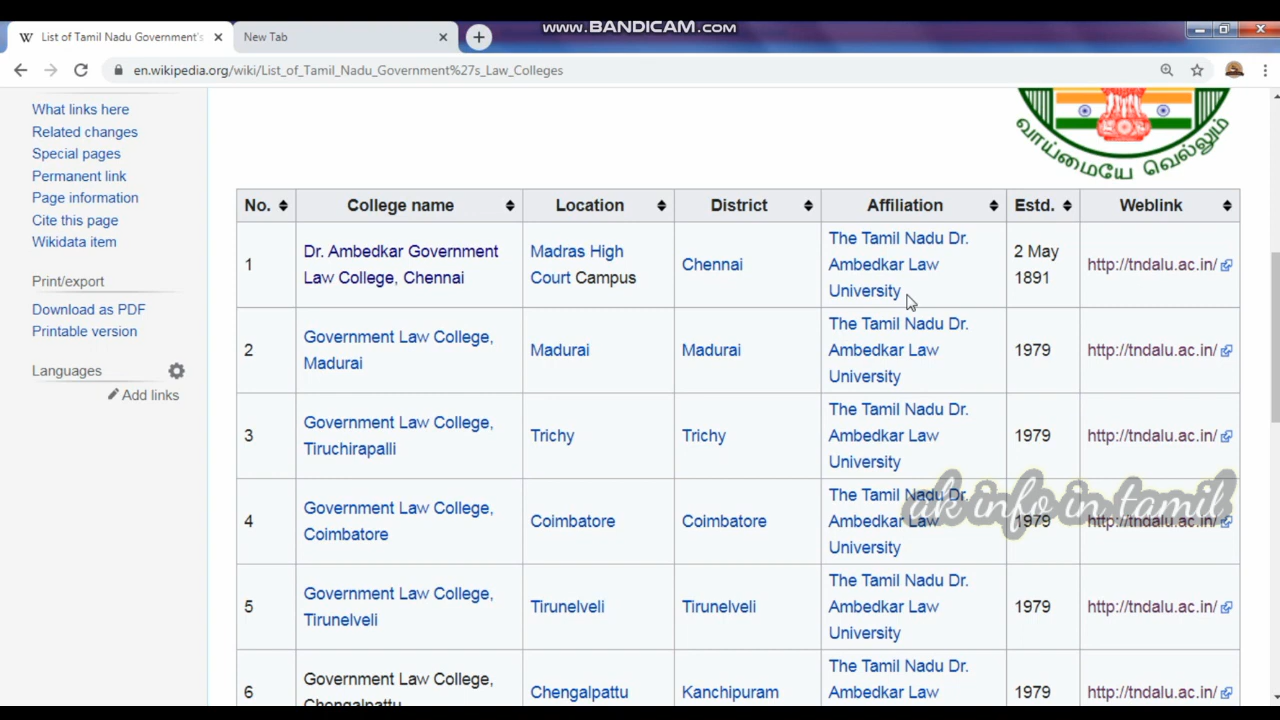 www.BANDICAM.com
List of Tamil Nadu Government's
New Tab
en.wikipedia.org/wiki/List_of_Tamil_Nadu_Government%27s_Law_Colleges
What links here
Related changes
Special pages
Permanent link
Page information
Cite this page
Wikidata item
Print/export
Download as PDF
Printable version
Languages
Add links
வாய்மையே வெல்லும்
No. College name Location District Affiliation Estd. Weblink
1 Dr. Ambedkar Government Law College, Chennai Madras High Court Campus Chennai The Tamil Nadu Dr. Ambedkar Law University 2 May 1891 http://tndalu.ac.in/
2 Government Law College, Madurai Madurai Madurai The Tamil Nadu Dr. Ambedkar Law University 1979 http://tndalu.ac.in/
3 Government Law College, Tiruchirapalli Trichy Trichy The Tamil Nadu Dr. Ambedkar Law University 1979 http://tndalu.ac.in/
4 Government Law College, Coimbatore Coimbatore Coimbatore The Tamil Nadu Dr. Ambedkar Law University 1979 http://tndalu.ac.in/
ak info in tamil
5 Government Law College, Tirunelveli Tirunelveli Tirunelveli The Tamil Nadu Dr. Ambedkar Law University 1979 http://tndalu.ac.in/
6 Government Law College, Chengalpattu Chengalpattu Kanchipuram The Tamil Nadu Dr. Ambedkar Law 1979 http://tndalu.ac.in/